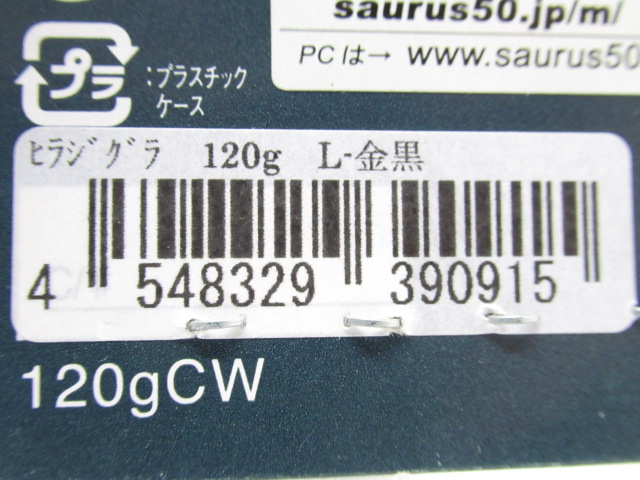 saurus50.jp/m/
PCは→ www.saurus50
プラ
:プラスチック
ケース
ﾋﾗｼﾞｸﾞﾗ 120g L-金黒
4 548329 390915
120gCW